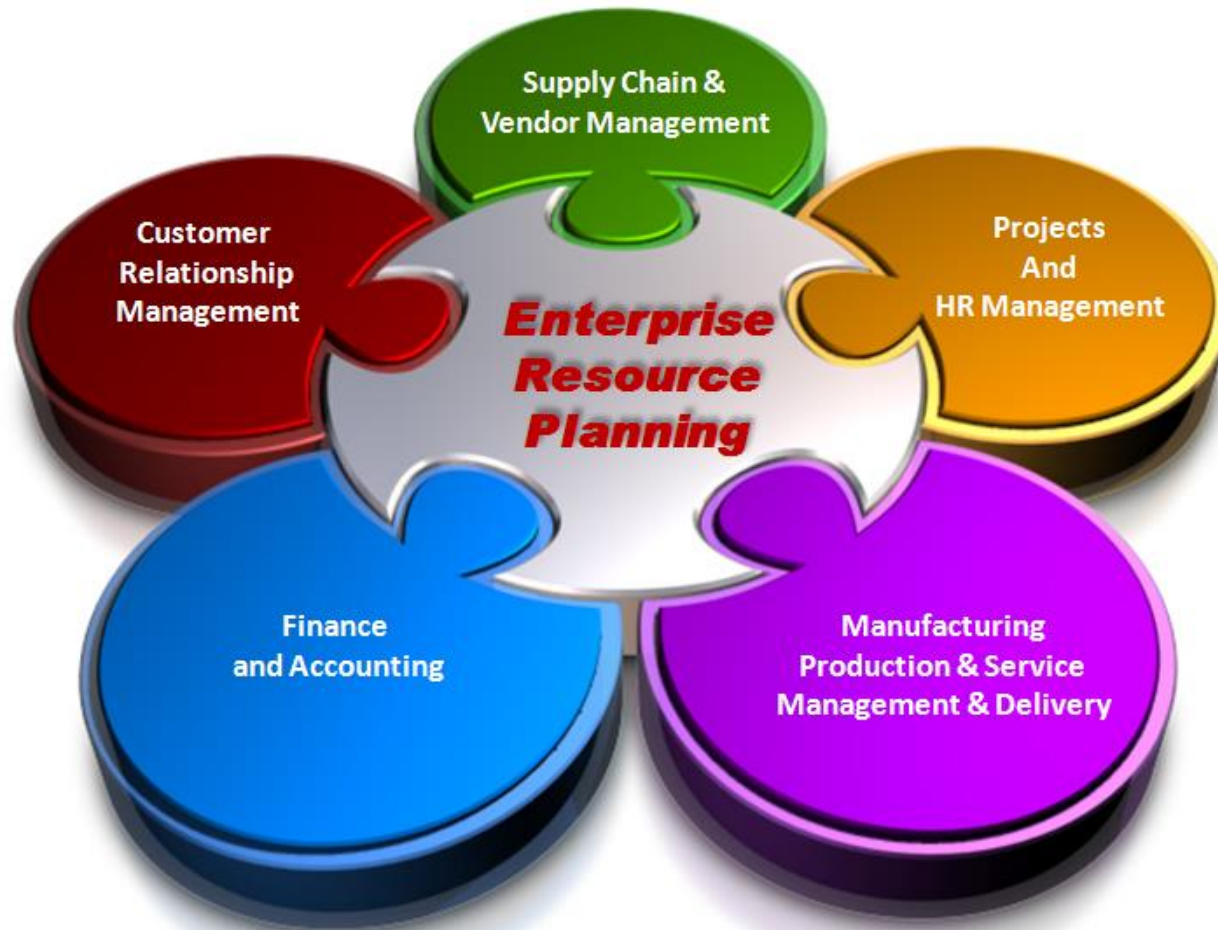 Supply Chain &
Vendor Management
Customer
Relationship
Management
Projects
And
HR Management
Enterprise
Resource
Planning
Finance
and Accounting
Manufacturing
Production & Service
Management & Delivery